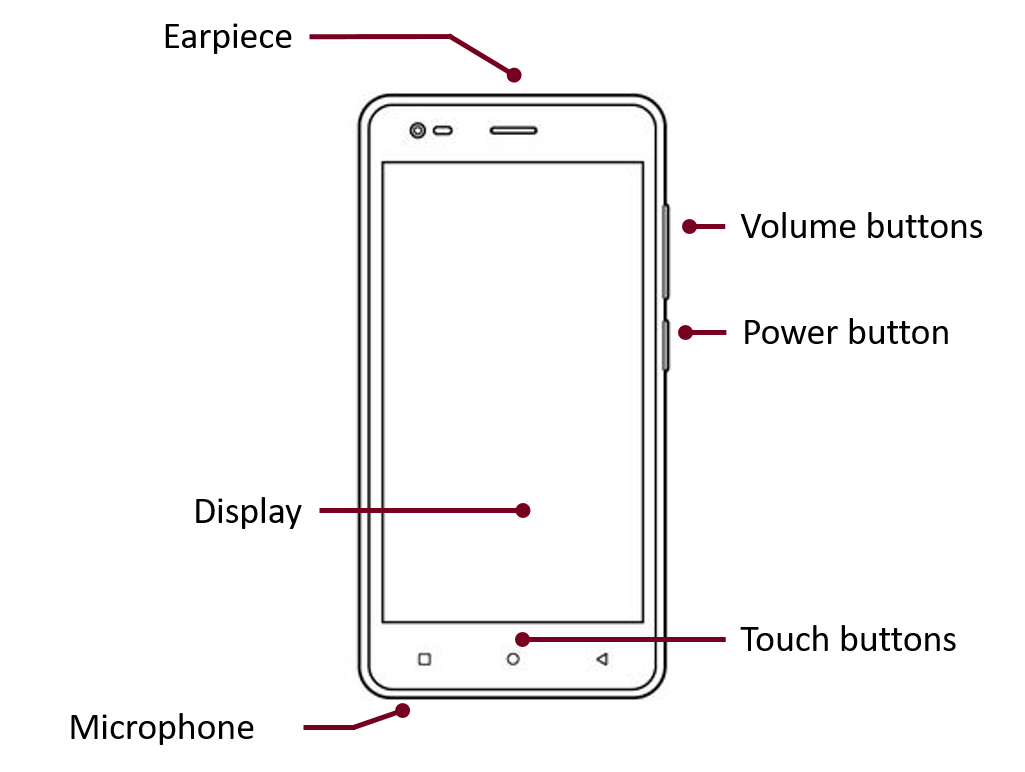 Earpiece
Volume buttons
Power button
Display
Touch buttons
Microphone